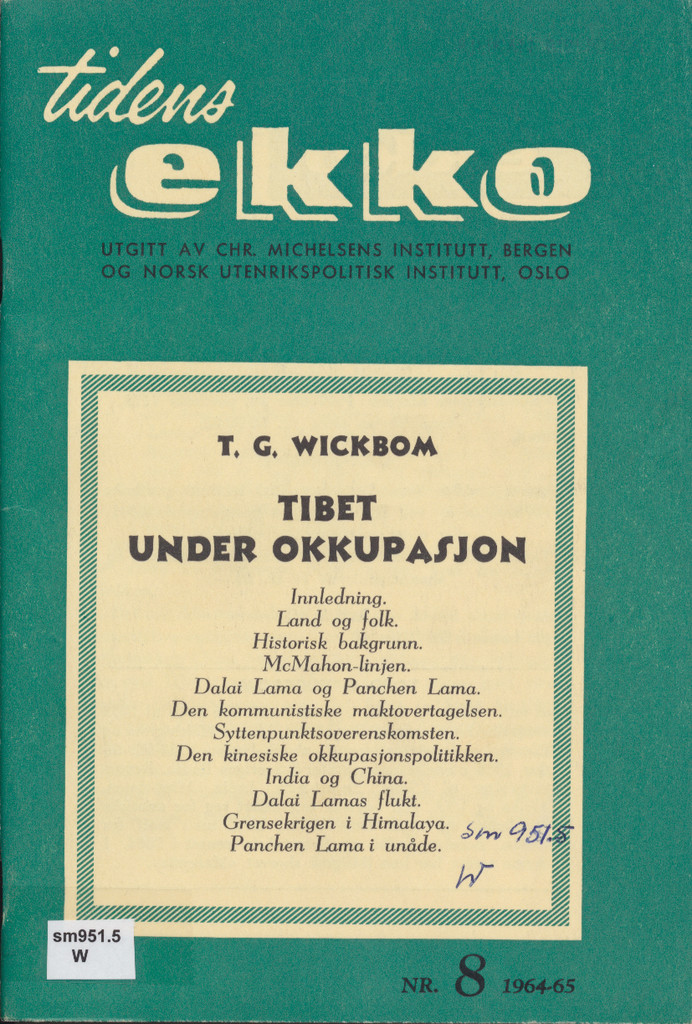 tidens
ekko
UTGITT AV CHR. MICHELSENS INSTITUTT, BERGEN
OG NORSK UTENRIKSPOLITISK INSTITUTT, OSLO
T. G. WICKBOM
TIBET
UNDER OKKUPASJON
Innledning.
Land og folk.
Historisk bakgrunn.
McMahon-linjen.
Dalai Lama og Panchen Lama.
Den kommunistiske maktovertagelsen.
Syttenpunktsoverenskomsten.
Den kinesiske okkupasjonspolitikken.
India og China.
Dalai Lamas flukt.
Grensekrigen i Himalaya.
Panchen Lama i unåde.
sm 951.5
W
sm951.5
W
NR. 8 1964-65